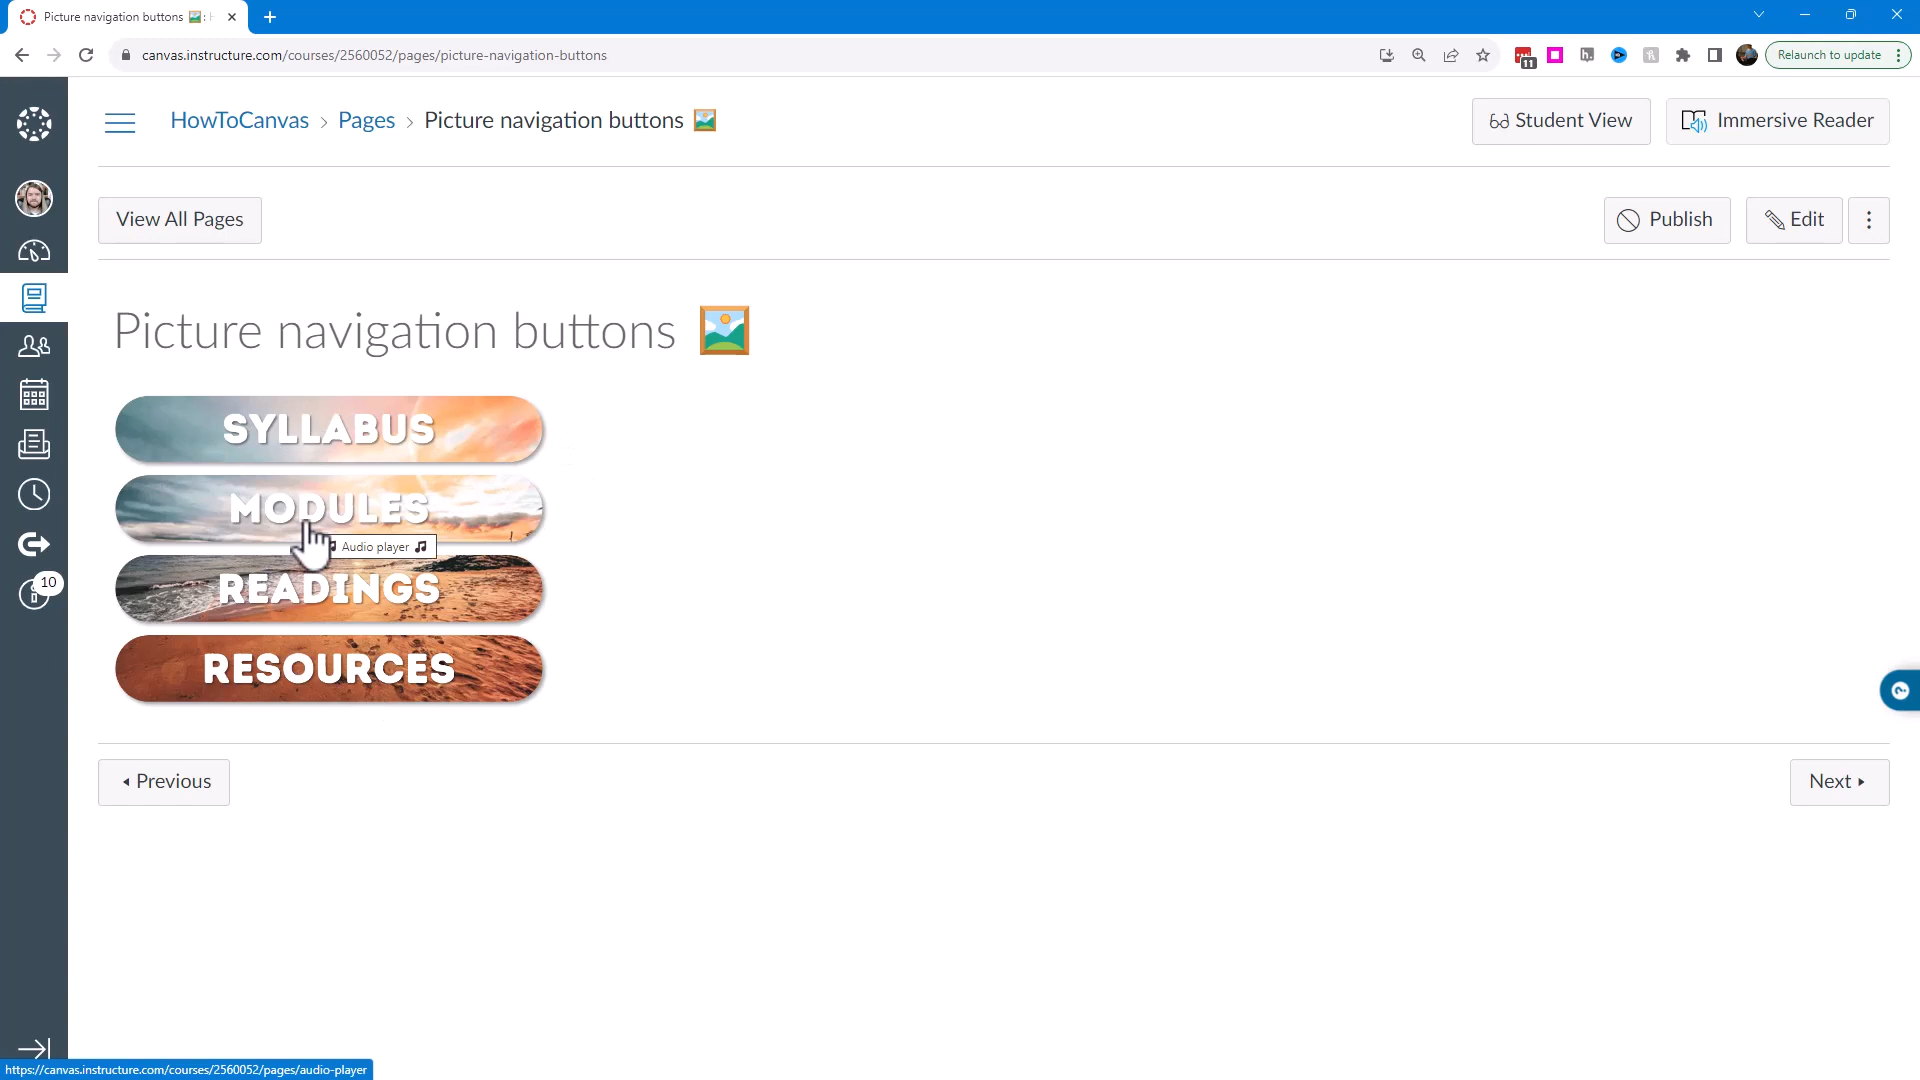 Picture navigation buttons 🖼️: H
canvas.instructure.com/courses/2560052/pages/picture-navigation-buttons
11
Relaunch to update
HowToCanvas › Pages › Picture navigation buttons 🖼️
Student View
Immersive Reader
View All Pages
Publish
Edit
Picture navigation buttons 🖼️
SYLLABUS
MODULES
Audio player 🎵
READINGS
10
RESOURCES
Previous
Next
https://canvas.instructure.com/courses/2560052/pages/audio-player